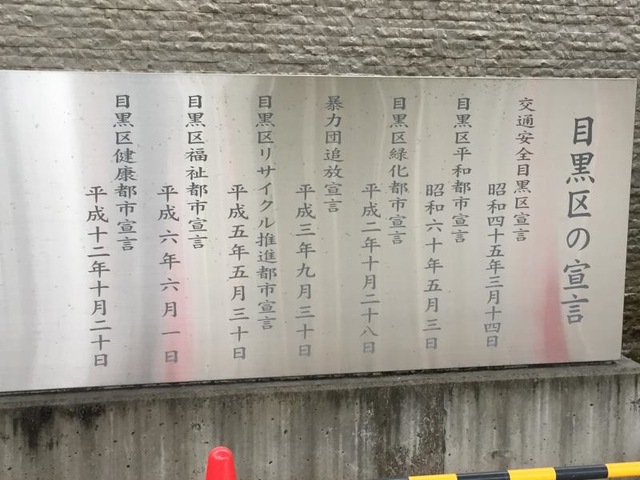 目黒区の宣言
交通安全目黒区宣言
昭和四十五年三月十四日
目黒区平和都市宣言
昭和六十年五月三日
目黒区緑化都市宣言
平成二年十月二十八日
暴力団追放宣言
平成三年九月三十日
目黒区リサイクル推進都市宣言
平成五年五月三十日
目黒区福祉都市宣言
平成六年六月一日
目黒区健康都市宣言
平成十二年十月二十日